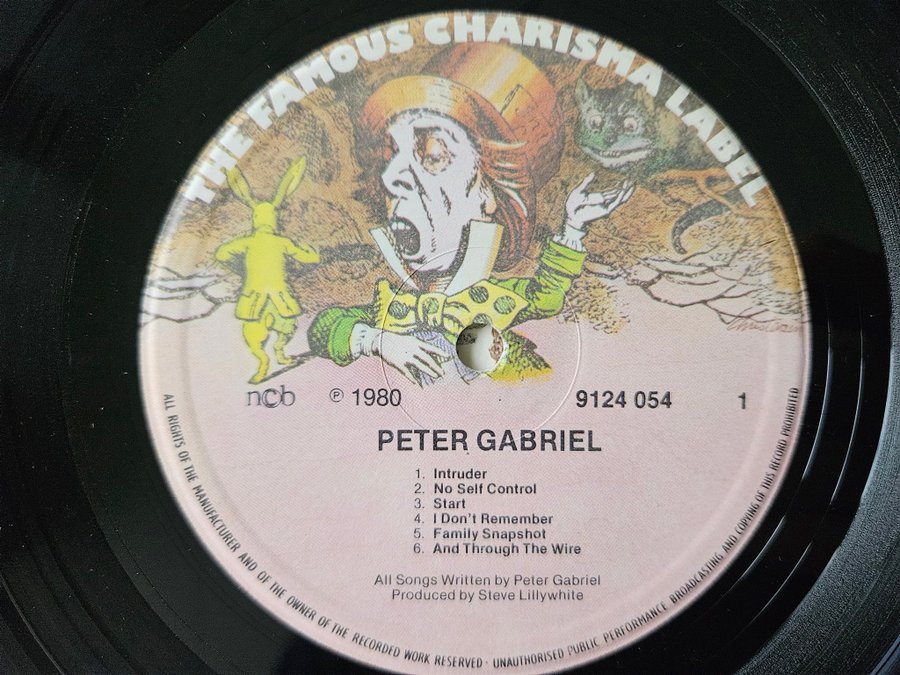 THE FAMOUS CHARISMA LABEL
ncb ℗ 1980 9124 054 1
PETER GABRIEL
1. Intruder
2. No Self Control
3. Start
4. I Don't Remember
5. Family Snapshot
6. And Through The Wire
All Songs Written by Peter Gabriel
Produced by Steve Lillywhite
ALL RIGHTS OF THE MANUFACTURER AND OF THE OWNER OF THE RECORDED WORK RESERVED · UNAUTHORISED PUBLIC PERFORMANCE BROADCASTING AND COPYING OF THIS RECORD PROHIBITED